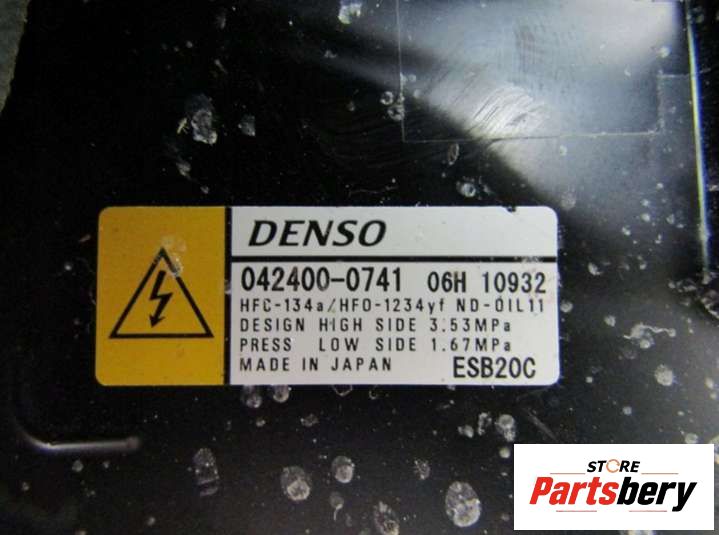 DENSO
042400-0741 06H 10932
HFC-134a/HFO-1234yf ND-OIL11
DESIGN HIGH SIDE 3.53MPa
PRESS LOW SIDE 1.67MPa
MADE IN JAPAN ESB20C
STORE
Partsbery